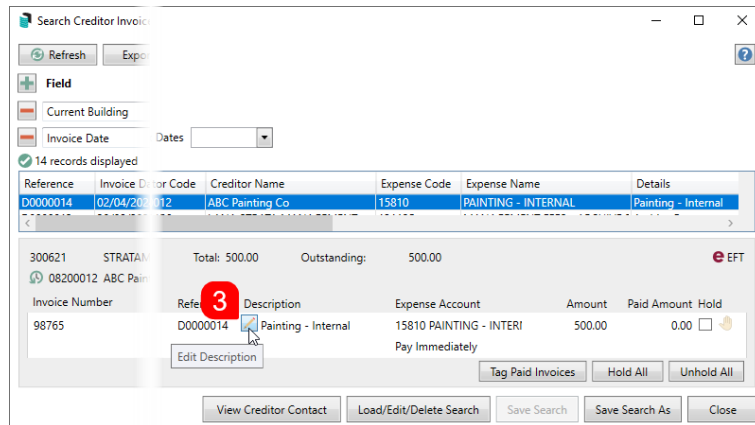 Search Creditor Invoice
Refresh Expo
Field
Current Building
Invoice Date Dates
14 records displayed
Reference Invoice D tor Code Creditor Name Expense Code Expense Name Details
D0000014 02/04/202 012 ABC Painting Co 15810 PAINTING - INTERNAL Painting - Internal
300621 STRATAM Total: 500.00 Outstanding: 500.00 e EFT
08200012 ABC Pain
Invoice Number Refe 3 Description Expense Account Amount Paid Amount Hold
98765 D0000014 Painting - Internal 15810 PAINTING - INTERI 500.00 0.00
Pay Immediately
Edit Description
Tag Paid Invoices Hold All Unhold All
View Creditor Contact Load/Edit/Delete Search Save Search Save Search As Close